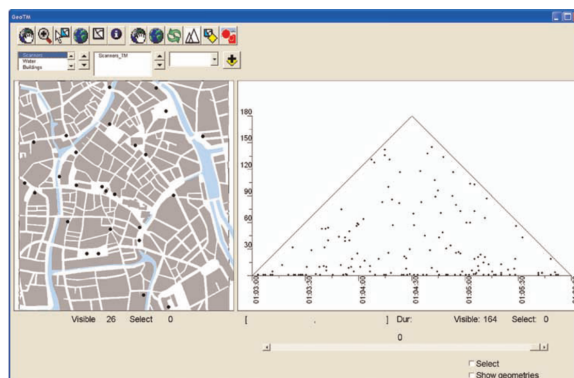 GeoTM
Scanners
Water
Buildings
Scanners_TM
180
150
120
90
60
30
01:03:00
01:03:30
01:04:00
01:04:30
01:05:00
01:05:30
Visible 26 Select 0
[ . ] Dur: Visible: 164 Select: 0
0
Select
Show geometries